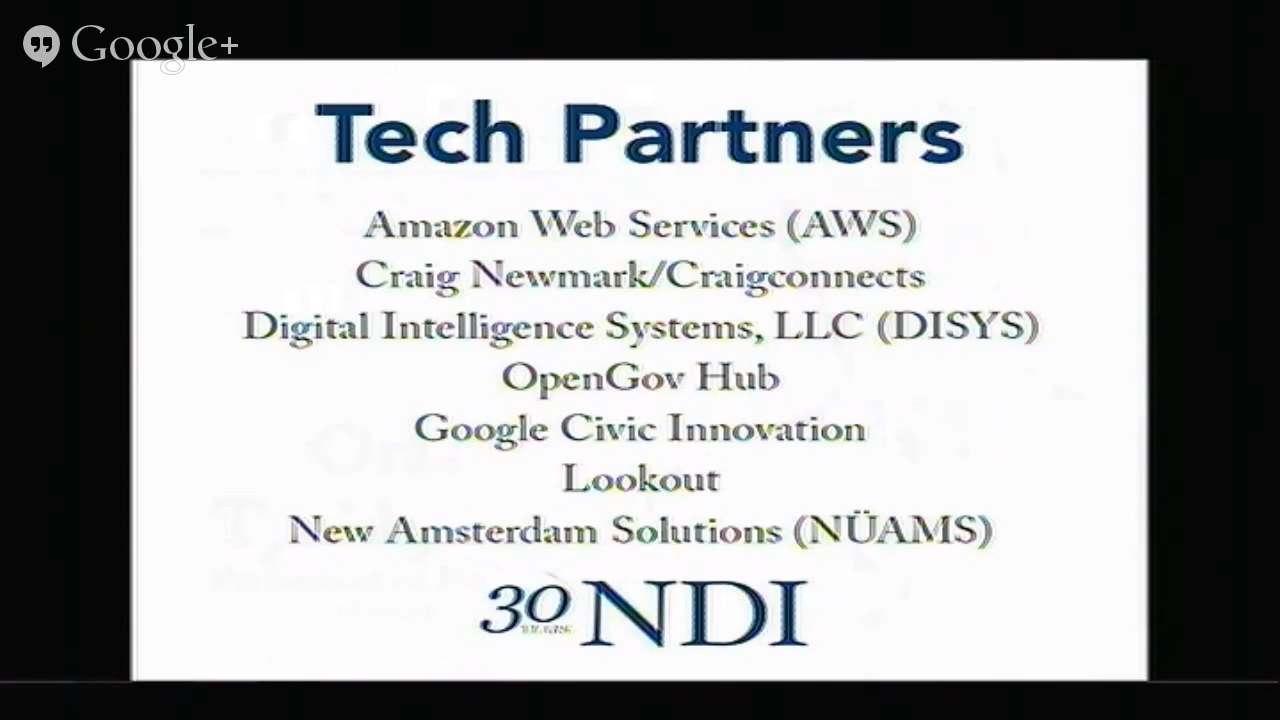 Google+
Tech Partners
Amazon Web Services (AWS)
Craig Newmark/Craigconnects
Digital Intelligence Systems, LLC (DISYS)
OpenGov Hub
Google Civic Innovation
Lookout
New Amsterdam Solutions (NÜAMS)
30 NDI